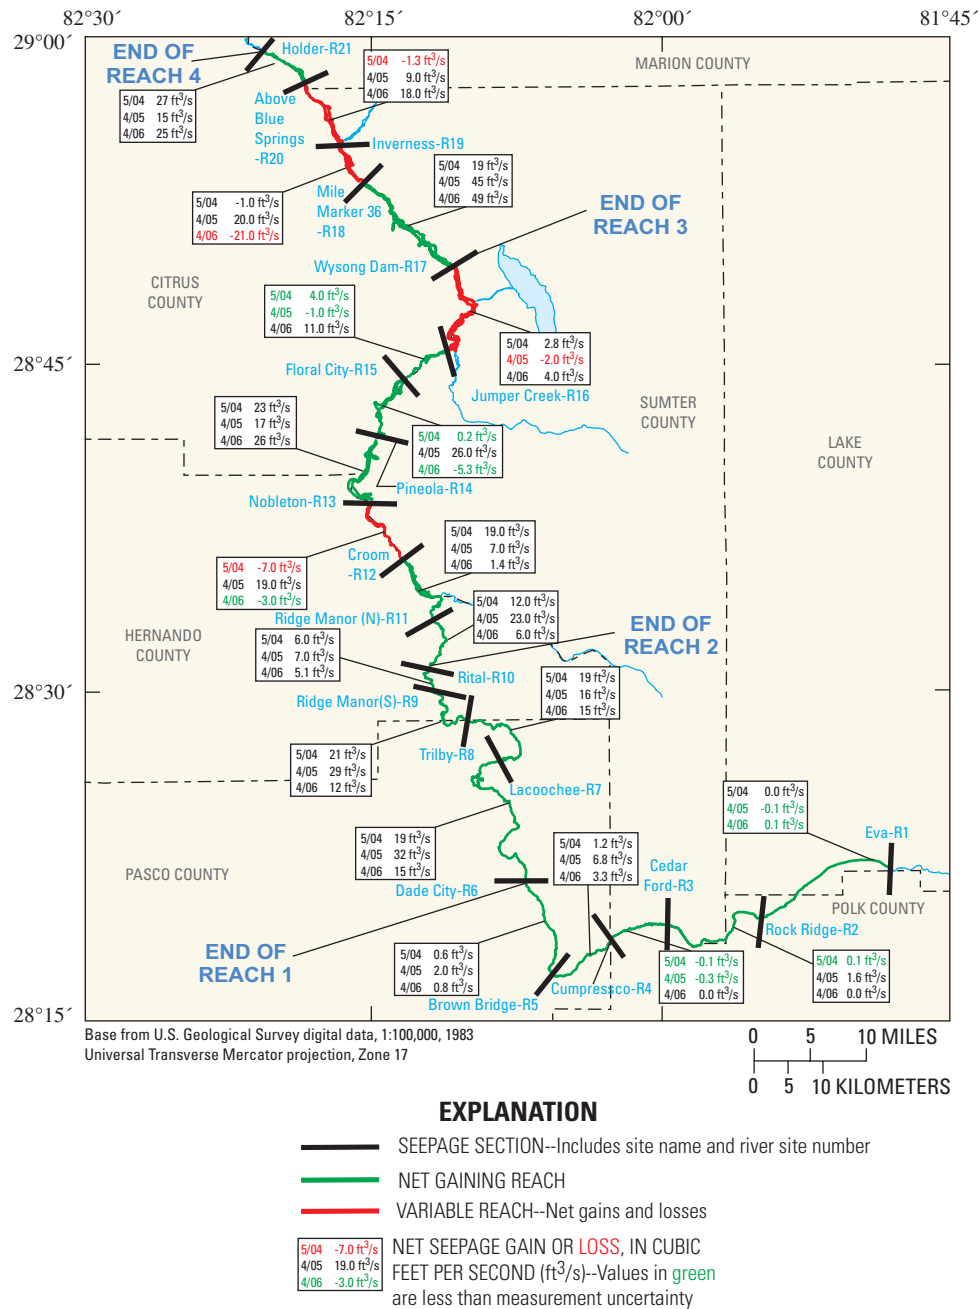 82°30´
82°15´
82°00´
81°45´
29°00´
28°45´
28°30´
28°15´
END OF
REACH 4
Holder-R21
5/04 27 ft³/s
4/05 15 ft³/s
4/06 25 ft³/s
Above
Blue
Springs
-R20
5/04 -1.3 ft³/s
4/05 9.0 ft³/s
4/06 18.0 ft³/s
MARION COUNTY
Inverness-R19
5/04 -1.0 ft³/s
4/05 20.0 ft³/s
4/06 -21.0 ft³/s
Mile
Marker 36
-R18
5/04 19 ft³/s
4/05 45 ft³/s
4/06 49 ft³/s
END OF
REACH 3
Wysong Dam-R17
CITRUS
COUNTY
5/04 4.0 ft³/s
4/05 -1.0 ft³/s
4/06 11.0 ft³/s
5/04 2.8 ft³/s
4/05 -2.0 ft³/s
4/06 4.0 ft³/s
Floral City-R15
Jumper Creek-R16
SUMTER
COUNTY
LAKE
COUNTY
5/04 23 ft³/s
4/05 17 ft³/s
4/06 26 ft³/s
5/04 0.2 ft³/s
4/05 26.0 ft³/s
4/06 -5.3 ft³/s
Pineola-R14
Nobleton-R13
5/04 19.0 ft³/s
4/05 7.0 ft³/s
4/06 1.4 ft³/s
Croom
-R12
5/04 -7.0 ft³/s
4/05 19.0 ft³/s
4/06 -3.0 ft³/s
5/04 12.0 ft³/s
4/05 23.0 ft³/s
4/06 6.0 ft³/s
Ridge Manor (N)-R11
HERNANDO
COUNTY
END OF
REACH 2
5/04 6.0 ft³/s
4/05 7.0 ft³/s
4/06 5.1 ft³/s
Rital-R10
Ridge Manor(S)-R9
5/04 19 ft³/s
4/05 16 ft³/s
4/06 15 ft³/s
5/04 21 ft³/s
4/05 29 ft³/s
4/06 12 ft³/s
Trilby-R8
Lacoochee-R7
5/04 0.0 ft³/s
4/05 -0.1 ft³/s
4/06 0.1 ft³/s
Eva-R1
5/04 19 ft³/s
4/05 32 ft³/s
4/06 15 ft³/s
5/04 1.2 ft³/s
4/05 6.8 ft³/s
4/06 3.3 ft³/s
PASCO COUNTY
Dade City-R6
Cedar
Ford-R3
POLK COUNTY
Rock Ridge-R2
END OF
REACH 1
5/04 0.6 ft³/s
4/05 2.0 ft³/s
4/06 0.8 ft³/s
5/04 -0.1 ft³/s
4/05 -0.3 ft³/s
4/06 0.0 ft³/s
5/04 0.1 ft³/s
4/05 1.6 ft³/s
4/06 0.0 ft³/s
Cumpressco-R4
Brown Bridge-R5
Base from U.S. Geological Survey digital data, 1:100,000, 1983
Universal Transverse Mercator projection, Zone 17
0 5 10 MILES
0 5 10 KILOMETERS
EXPLANATION
SEEPAGE SECTION--Includes site name and river site number
NET GAINING REACH
VARIABLE REACH--Net gains and losses
5/04 -7.0 ft³/s
4/05 19.0 ft³/s
4/06 -3.0 ft³/s
NET SEEPAGE GAIN OR LOSS, IN CUBIC
FEET PER SECOND (ft³/s)--Values in green
are less than measurement uncertainty